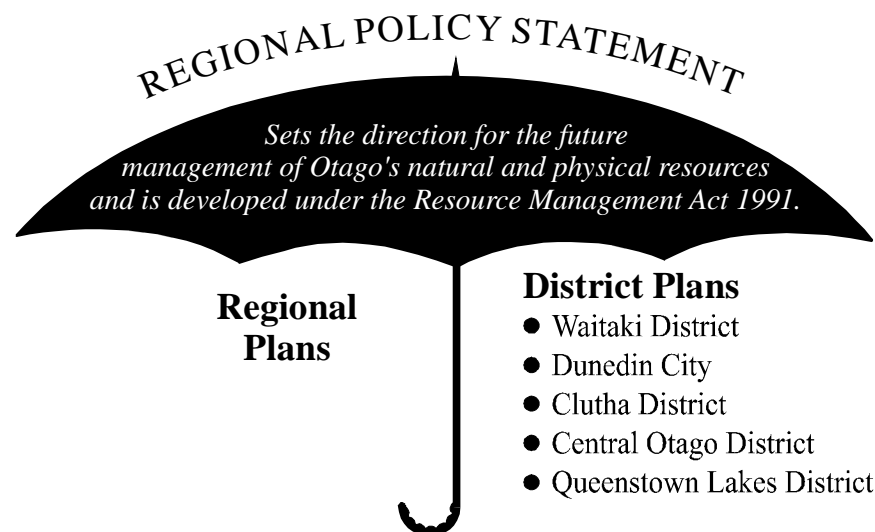 REGIONAL POLICY STATEMENT
Sets the direction for the future
management of Otago's natural and physical resources
and is developed under the Resource Management Act 1991.
Regional
Plans
District Plans
● Waitaki District
● Dunedin City
● Clutha District
● Central Otago District
● Queenstown Lakes District